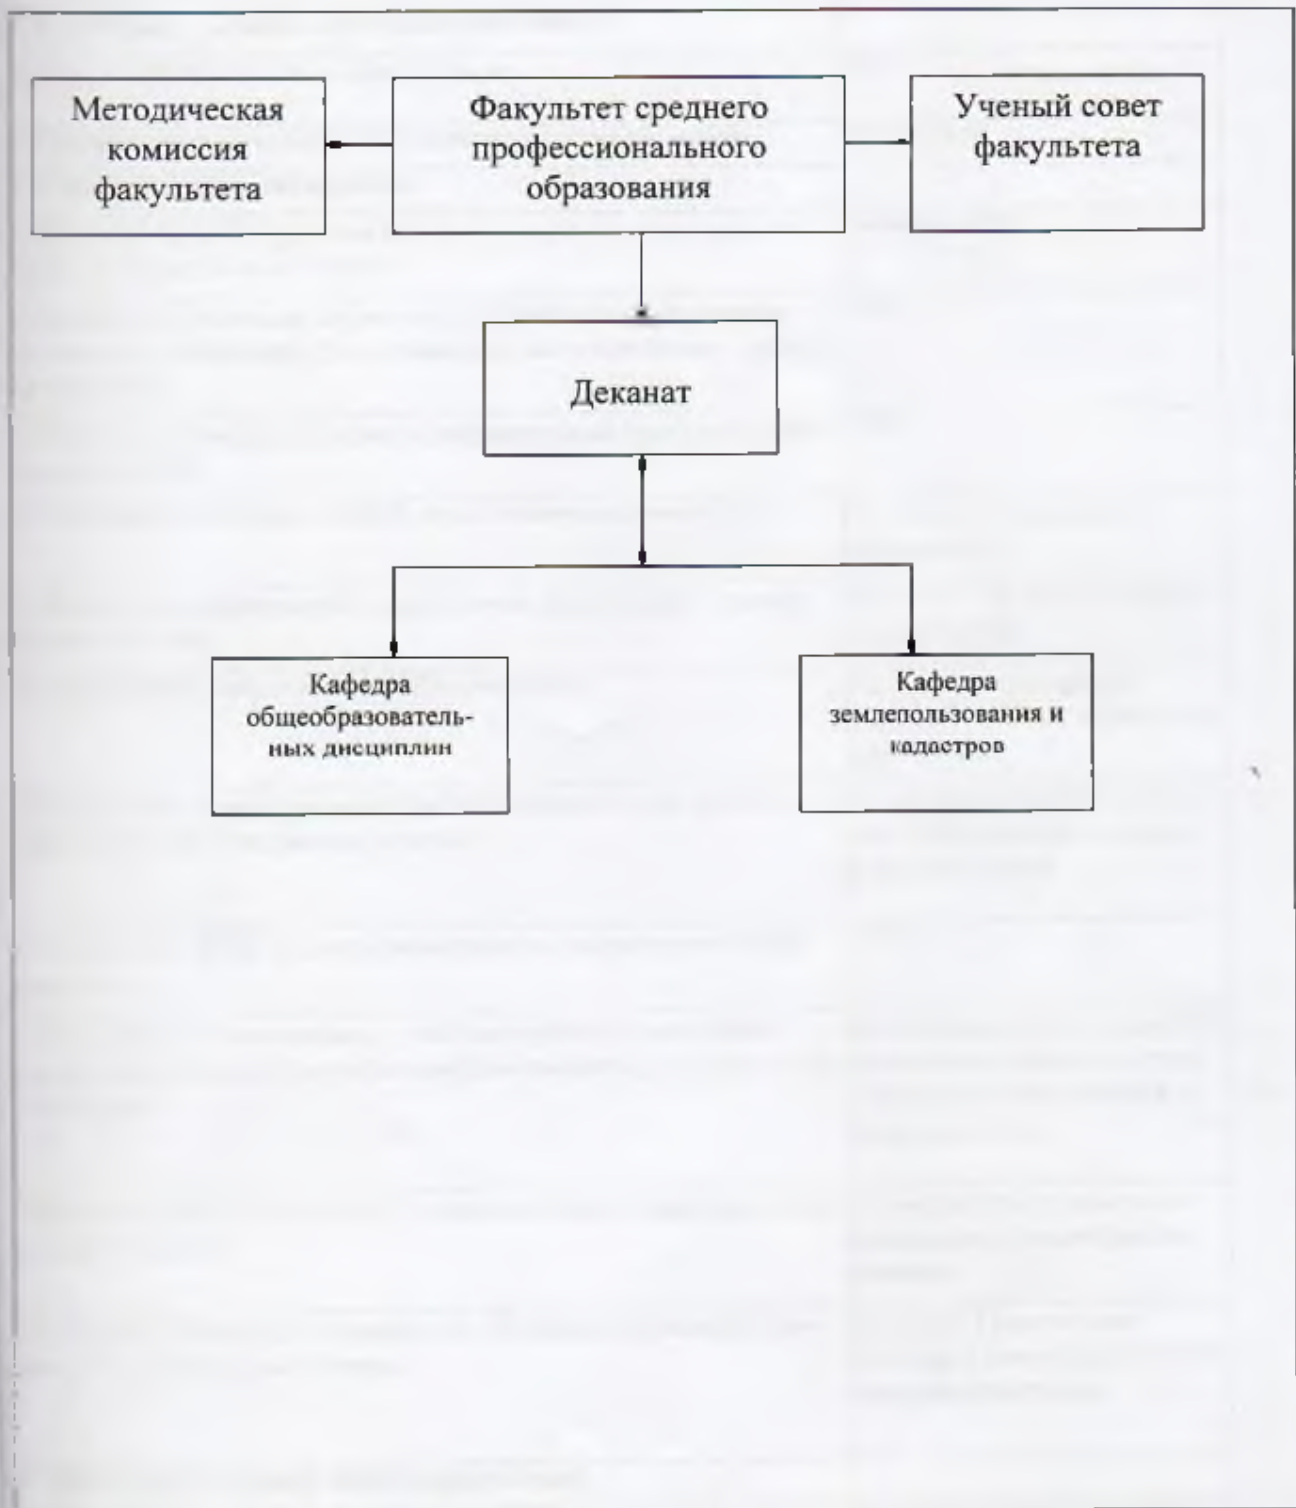 Методическая
комиссия
факультета
Факультет среднего
профессионального
образования
Ученый совет
факультета
Деканат
Кафедра
общеобразователь-
ных дисциплин
Кафедра
землепользования и
кадастров